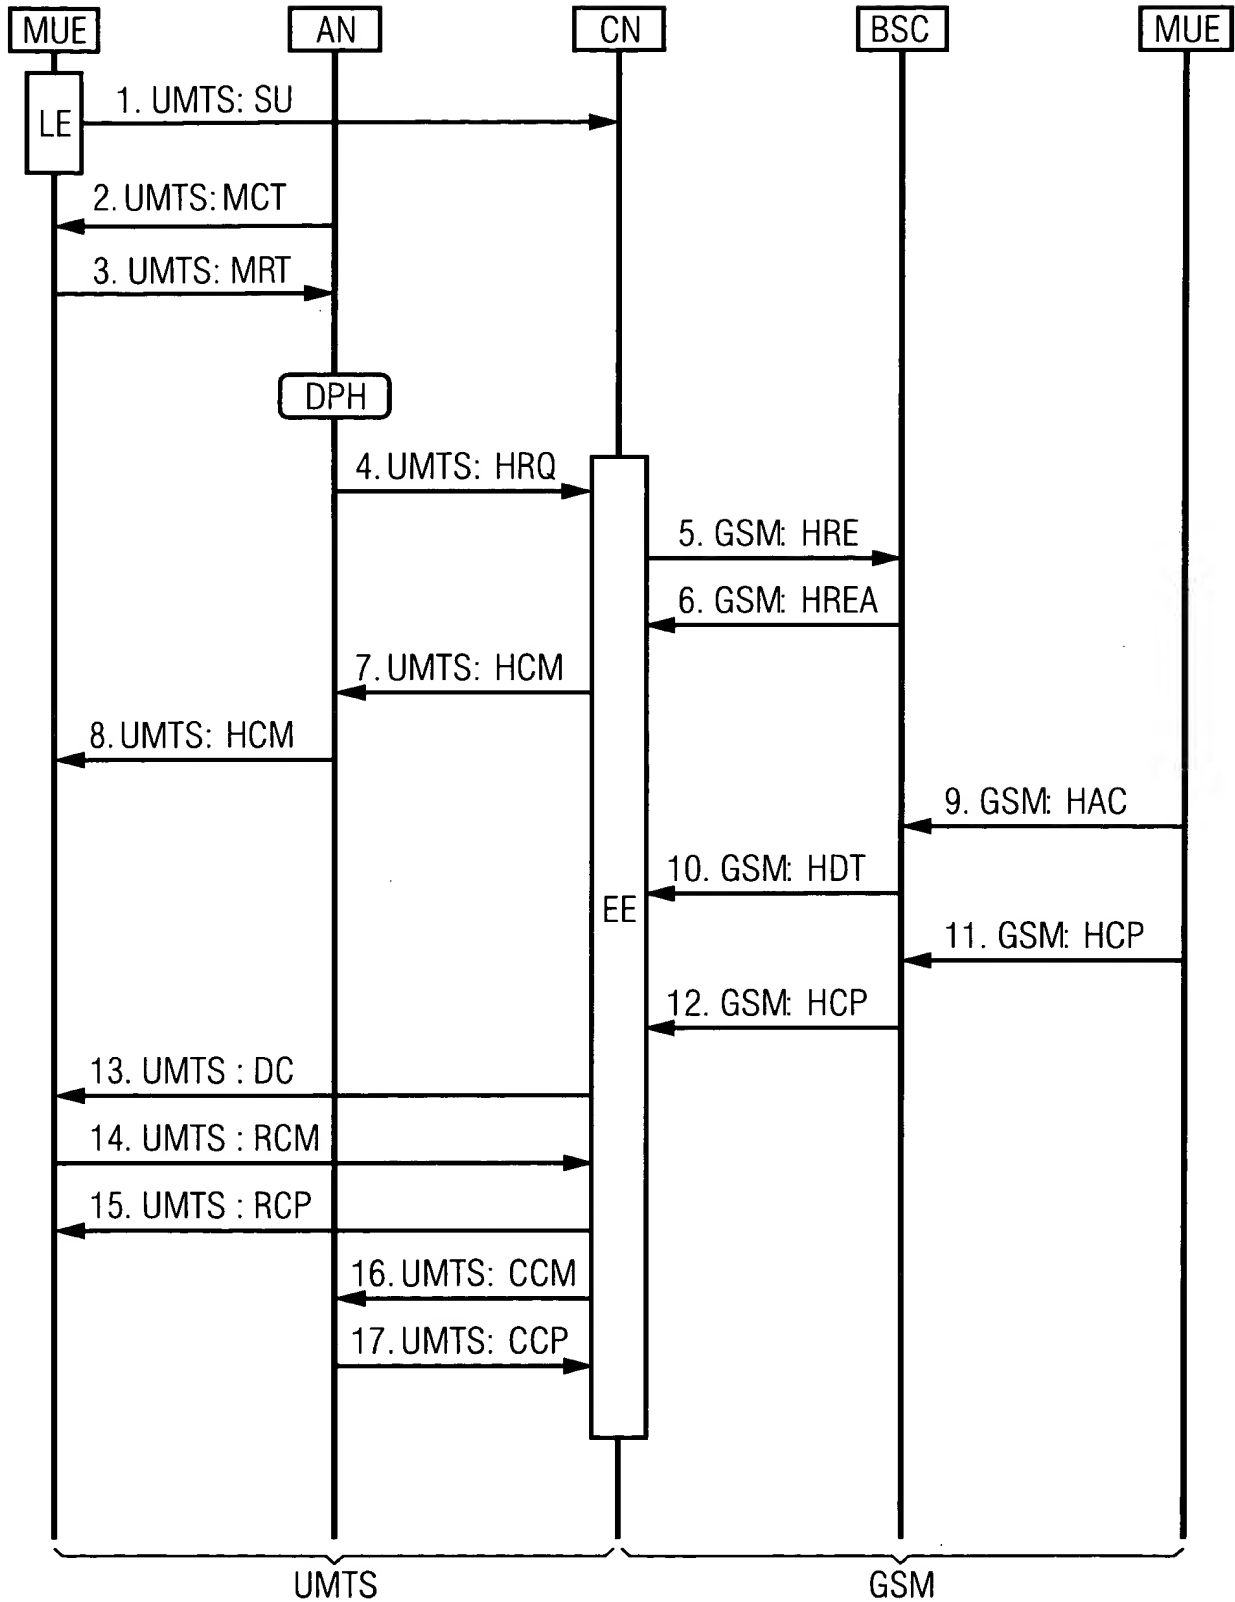 MUE AN CN BSC MUE
1. UMTS: SU
LE
2. UMTS: MCT
3. UMTS: MRT
DPH
4. UMTS: HRQ
5. GSM: HRE
6. GSM: HREA
7. UMTS: HCM
8. UMTS: HCM
9. GSM: HAC
10. GSM: HDT
EE
11. GSM: HCP
12. GSM: HCP
13. UMTS : DC
14. UMTS : RCM
15. UMTS : RCP
16. UMTS: CCM
17. UMTS: CCP
UMTS GSM